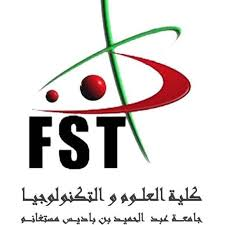 FST
كلية العلوم و التكنولوجيا
جامعة عبد الحميد بن باديس مستغانم